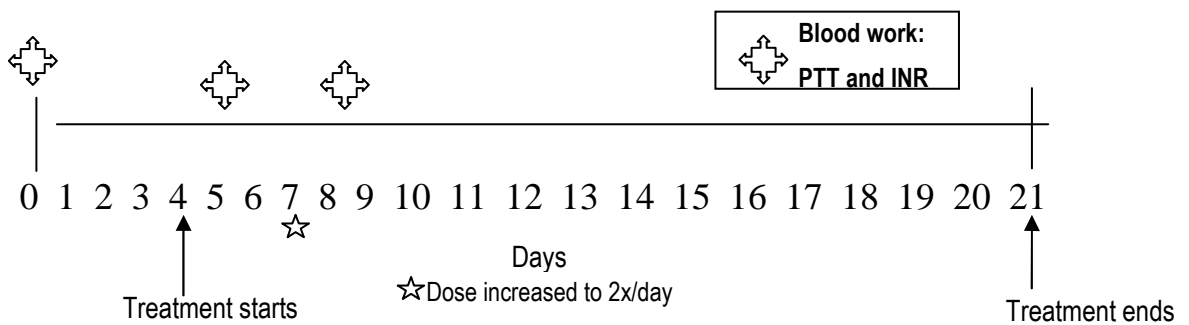 Blood work:
PTT and INR
0 1 2 3 4 5 6 7 8 9 10 11 12 13 14 15 16 17 18 19 20 21
Days
Dose increased to 2x/day
Treatment starts
Treatment ends